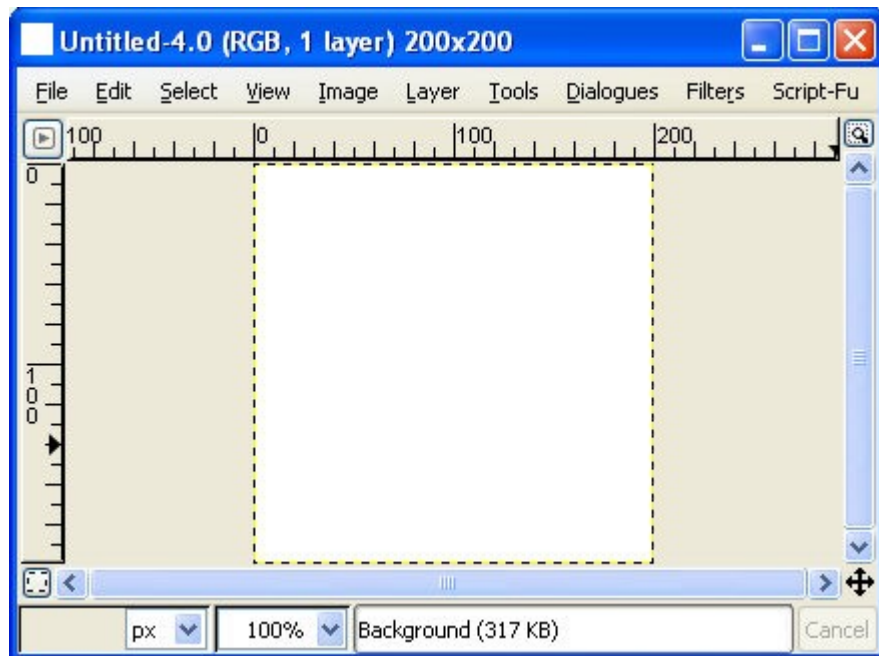 Untitled-4.0 (RGB, 1 layer) 200x200
File Edit Select View Image Layer Tools Dialogues Filters Script-Fu
100 0 100 200
0
100
px 100% Background (317 KB) Cancel